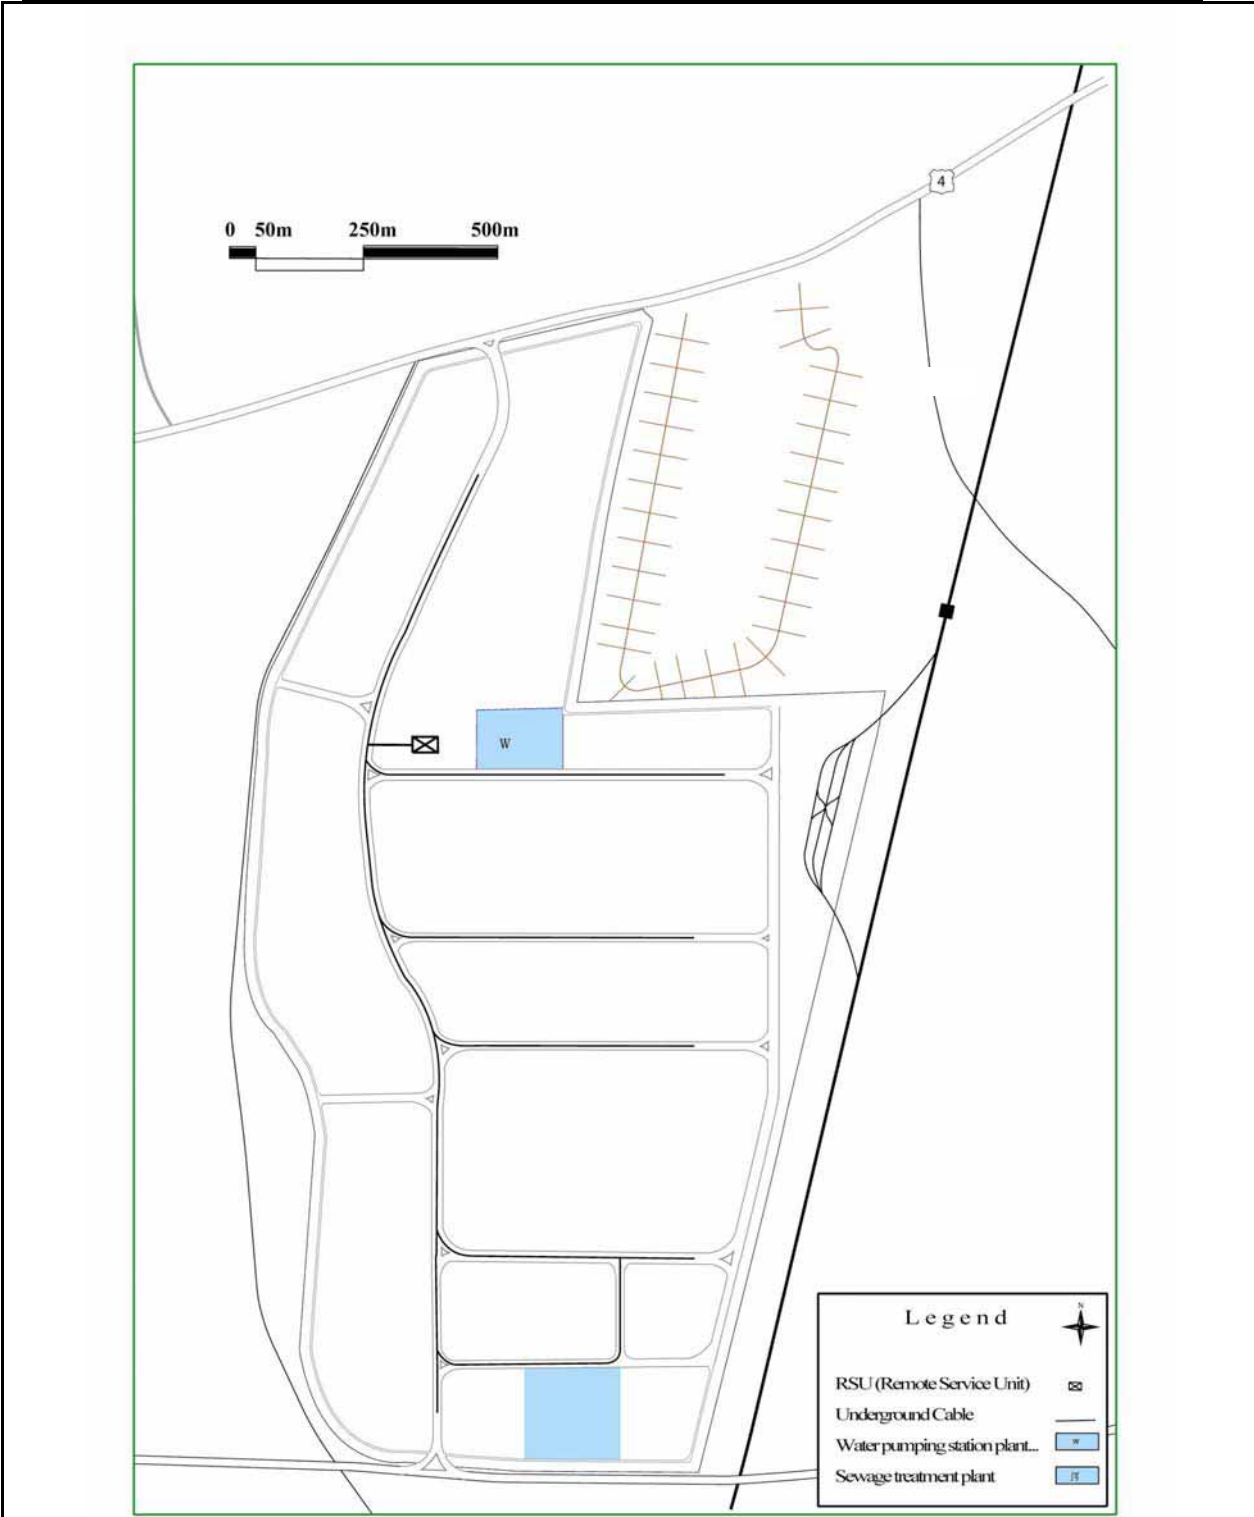 4
0 50m 250m 500m
W
Legend
N
RSU (Remote Service Unit)
Underground Cable
Water pumping station plant...
W
Sewage treatment plant